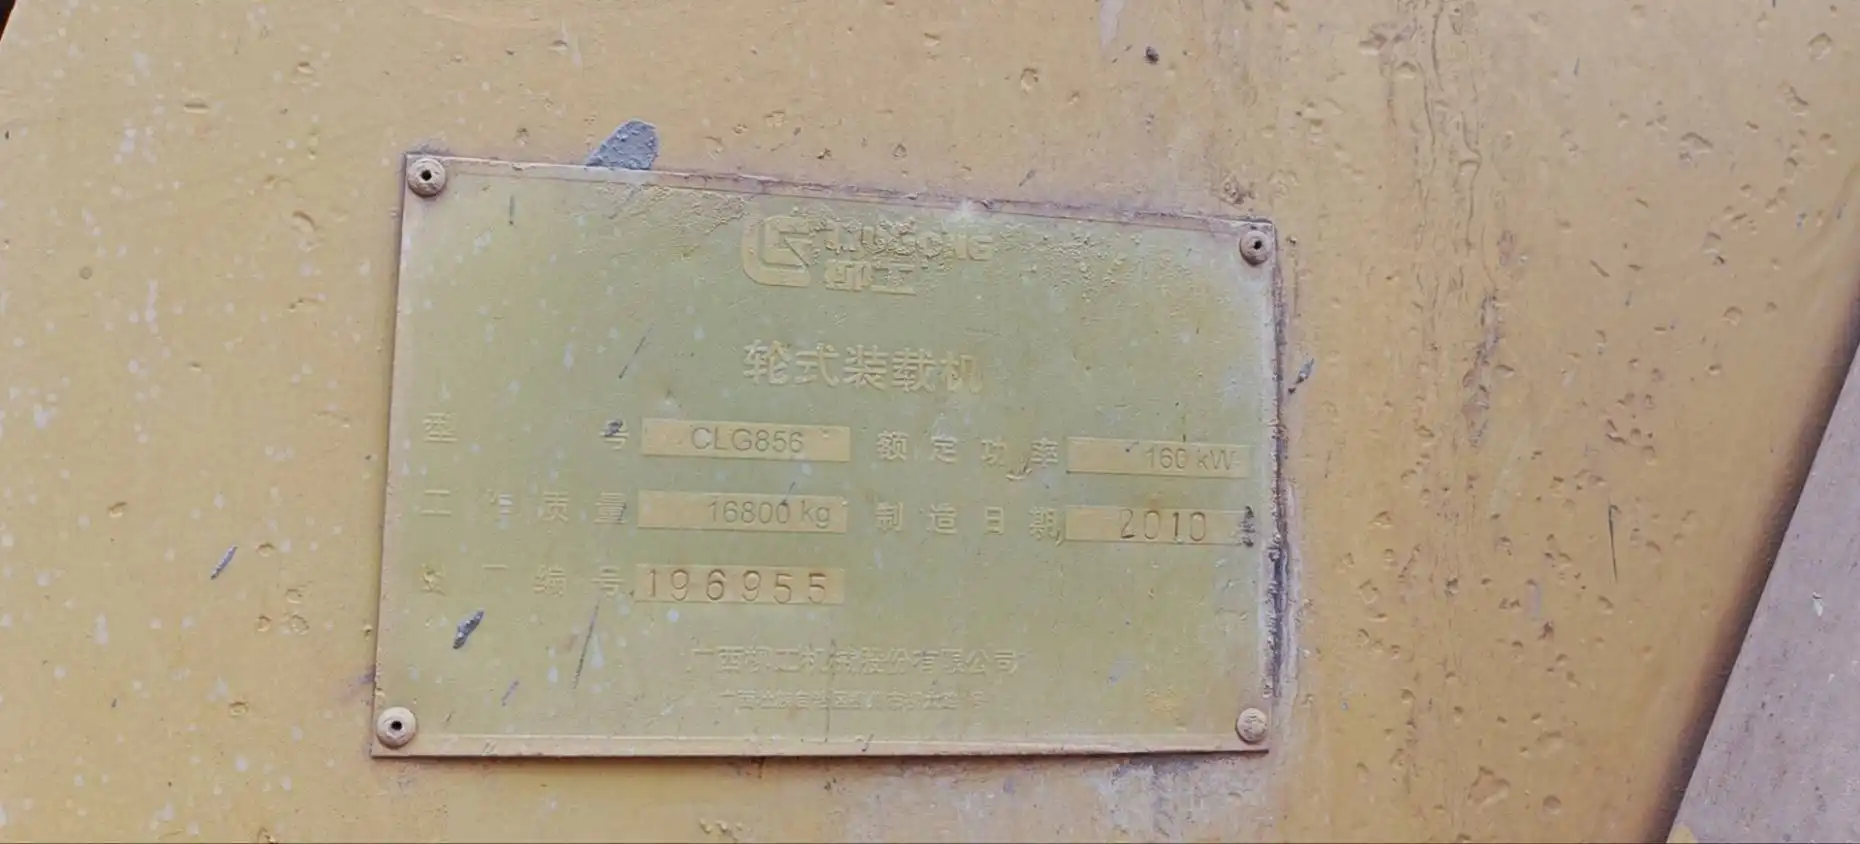 LIUGONG
柳工
轮式装载机
型 号 CLG856 额定功率 160 kW
工作质量 16800 kg 制造日期 2010
出厂编号 196955
广西柳工机械股份有限公司